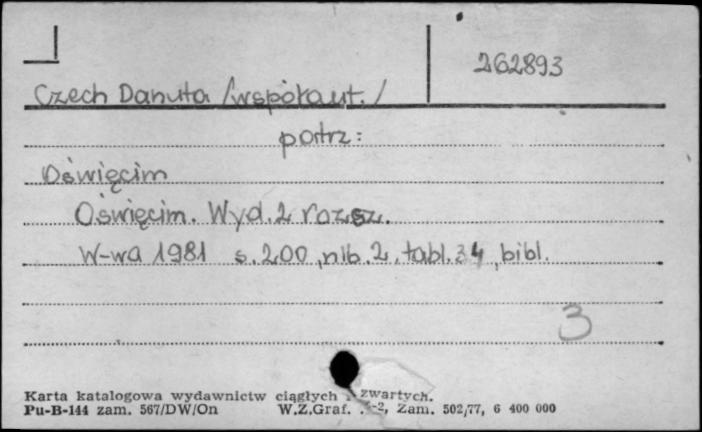 262893
Czech Danuta /współaut./
patrz:
Oświęcim
Oświęcim. Wyd. 2 rozsz.
W-wa 1981 s. 200, nlb. 2, tabl. 34, bibl.
3
Karta katalogowa wydawnictw ciągłych i zwartych.
Pu-B-144 zam. 567/DW/On W.Z.Graf. Zam. 502/77, 6 400 000